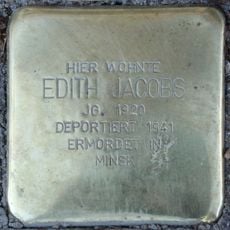 HIER WOHNTE
EDITH JACOBS
JG. 1920
DEPORTIERT 1941
ERMORDET IN
MINSK